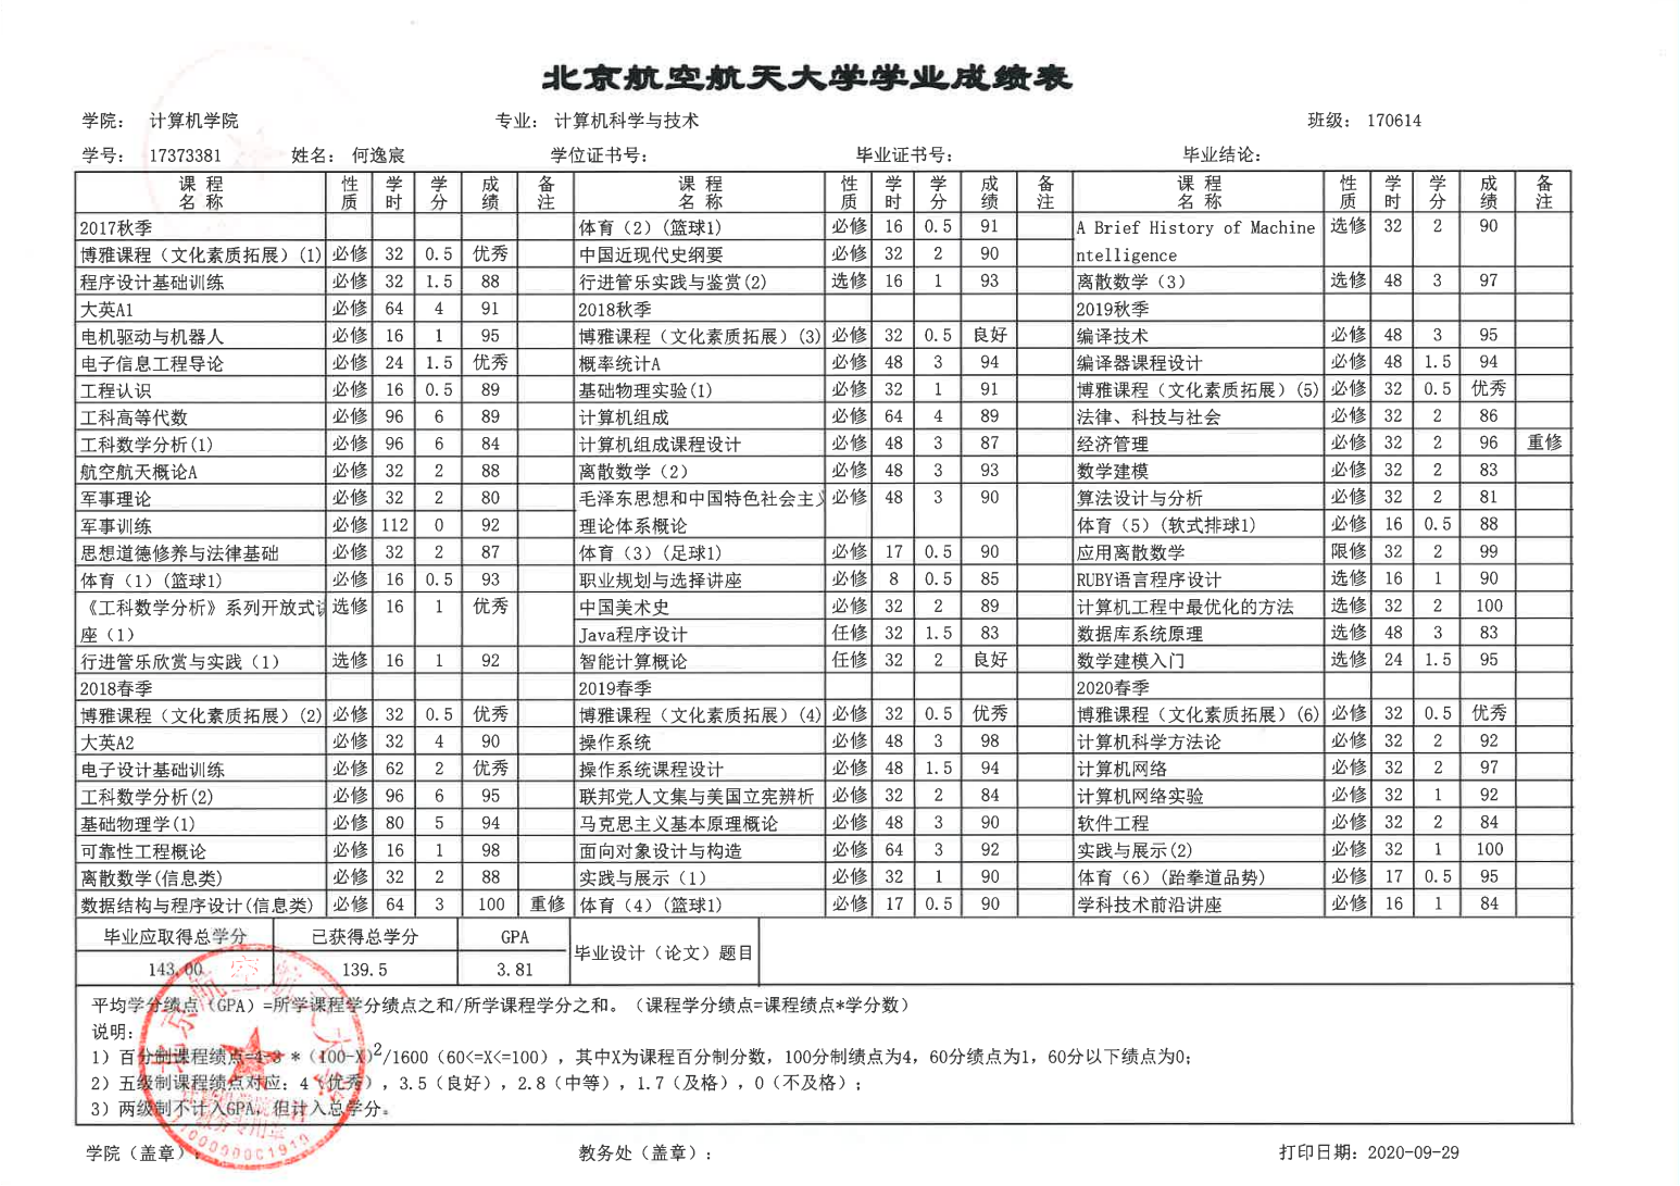 北京航空航天大学学业成绩表
学院： 计算机学院 专业： 计算机科学与技术 班级： 170614
学号： 17373381 姓名： 何逸宸 学位证书号： 毕业证书号： 毕业结论：
课程名称 性质 学时 学分 成绩 备注
2017秋季
博雅课程（文化素质拓展）(1) 必修 32 0.5 优秀
程序设计基础训练 必修 32 1.5 88
大英A1 必修 64 4 91
电机驱动与机器人 必修 16 1 95
电子信息工程导论 必修 24 1.5 优秀
工程认识 必修 16 0.5 89
工科高等代数 必修 96 6 89
工科数学分析(1) 必修 96 6 84
航空航天概论A 必修 32 2 88
军事理论 必修 32 2 80
军事训练 必修 112 0 92
思想道德修养与法律基础 必修 32 2 87
体育（1）(篮球1) 必修 16 0.5 93
《工科数学分析》系列开放式讲 选修 16 1 优秀
座（1）
行进管乐欣赏与实践（1） 选修 16 1 92
2018春季
博雅课程（文化素质拓展）(2) 必修 32 0.5 优秀
大英A2 必修 32 4 90
电子设计基础训练 必修 62 2 优秀
工科数学分析(2) 必修 96 6 95
基础物理学(1) 必修 80 5 94
可靠性工程概论 必修 16 1 98
离散数学(信息类) 必修 32 2 88
数据结构与程序设计(信息类) 必修 64 3 100 重修
课程名称 性质 学时 学分 成绩 备注
体育（2）(篮球1) 必修 16 0.5 91
中国近现代史纲要 必修 32 2 90
行进管乐实践与鉴赏(2) 选修 16 1 93
2018秋季
博雅课程（文化素质拓展）(3) 必修 32 0.5 良好
概率统计A 必修 48 3 94
基础物理实验(1) 必修 32 1 91
计算机组成 必修 64 4 89
计算机组成课程设计 必修 48 3 87
离散数学（2） 必修 48 3 93
毛泽东思想和中国特色社会主义 必修 48 3 90
理论体系概论
体育（3）(足球1) 必修 17 0.5 90
职业规划与选择讲座 必修 8 0.5 85
中国美术史 必修 32 2 89
Java程序设计 任修 32 1.5 83
智能计算概论 任修 32 2 良好
2019春季
博雅课程（文化素质拓展）(4) 必修 32 0.5 优秀
操作系统 必修 48 3 98
操作系统课程设计 必修 48 1.5 94
联邦党人文集与美国立宪辨析 必修 32 2 84
马克思主义基本原理概论 必修 48 3 90
面向对象设计与构造 必修 64 3 92
实践与展示（1） 必修 32 1 90
体育（4）(篮球1) 必修 17 0.5 90
课程名称 性质 学时 学分 成绩 备注
A Brief History of Machine 选修 32 2 90
ntelligence
离散数学（3） 选修 48 3 97
2019秋季
编译技术 必修 48 3 95
编译器课程设计 必修 48 1.5 94
博雅课程（文化素质拓展）(5) 必修 32 0.5 优秀
法律、科技与社会 必修 32 2 86
经济管理 必修 32 2 96 重修
数学建模 必修 32 2 83
算法设计与分析 必修 32 2 81
体育（5）(软式排球1) 必修 16 0.5 88
应用离散数学 限修 32 2 99
RUBY语言程序设计 选修 16 1 90
计算机工程中最优化的方法 选修 32 2 100
数据库系统原理 选修 48 3 83
数学建模入门 选修 24 1.5 95
2020春季
博雅课程（文化素质拓展）(6) 必修 32 0.5 优秀
计算机科学方法论 必修 32 2 92
计算机网络 必修 32 2 97
计算机网络实验 必修 32 1 92
软件工程 必修 32 2 84
实践与展示(2) 必修 32 1 100
体育（6）(跆拳道品势) 必修 17 0.5 95
学科技术前沿讲座 必修 16 1 84
毕业应取得总学分 已获得总学分 GPA 毕业设计（论文）题目
143.00 139.5 3.81
平均学分绩点（GPA）=所学课程学分绩点之和/所学课程学分之和。（课程学分绩点=课程绩点*学分数）
说明：
1）百分制课程绩点=4-3 *（100-X)²/1600（60<=X<=100），其中X为课程百分制分数，100分制绩点为4，60分绩点为1，60分以下绩点为0；
2）五级制课程绩点对应：4（优秀），3.5（良好），2.8（中等），1.7（及格），0（不及格）；
3）两级制不计入GPA，但计入总学分。
学院（盖章）： 教务处（盖章）： 打印日期：2020-09-29
北京航空航天大学